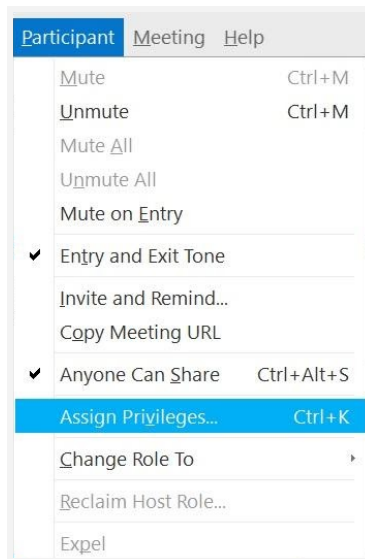 Participant Meeting Help
Mute Ctrl+M
Unmute Ctrl+M
Mute All
Unmute All
Mute on Entry
Entry and Exit Tone
Invite and Remind...
Copy Meeting URL
Anyone Can Share Ctrl+Alt+S
Assign Privileges... Ctrl+K
Change Role To
Reclaim Host Role...
Expel